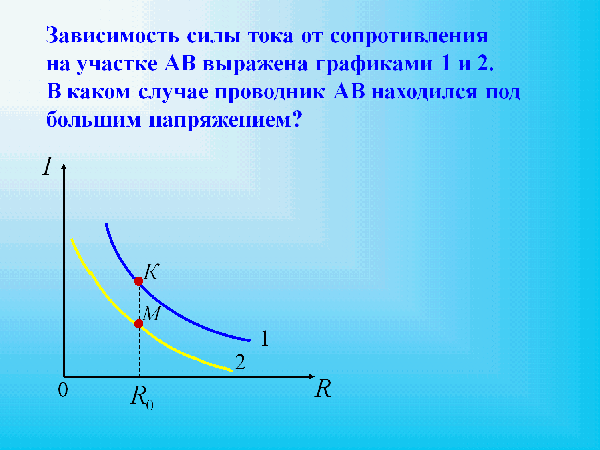 Зависимость силы тока от сопротивления
на участке АВ выражена графиками 1 и 2.
В каком случае проводник АВ находился под
большим напряжением?
I
К
М
1
2
0
R₀
R